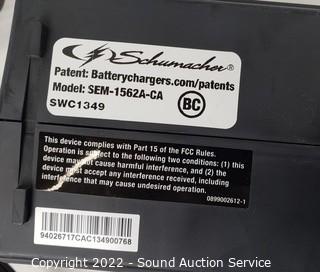 Schumacher®
Patent: Batterychargers.com/patents
Model: SEM-1562A-CA
SWC1349
BC
This device complies with Part 15 of the FCC Rules.
Operation is subject to the following two conditions: (1) this
device may not cause harmful interference, and (2) the
device must accept any interference received, including
interference that may cause undesired operation.
0899002612-1
94026717CAC134900768
Copyright 2022 - Sound Auction Service